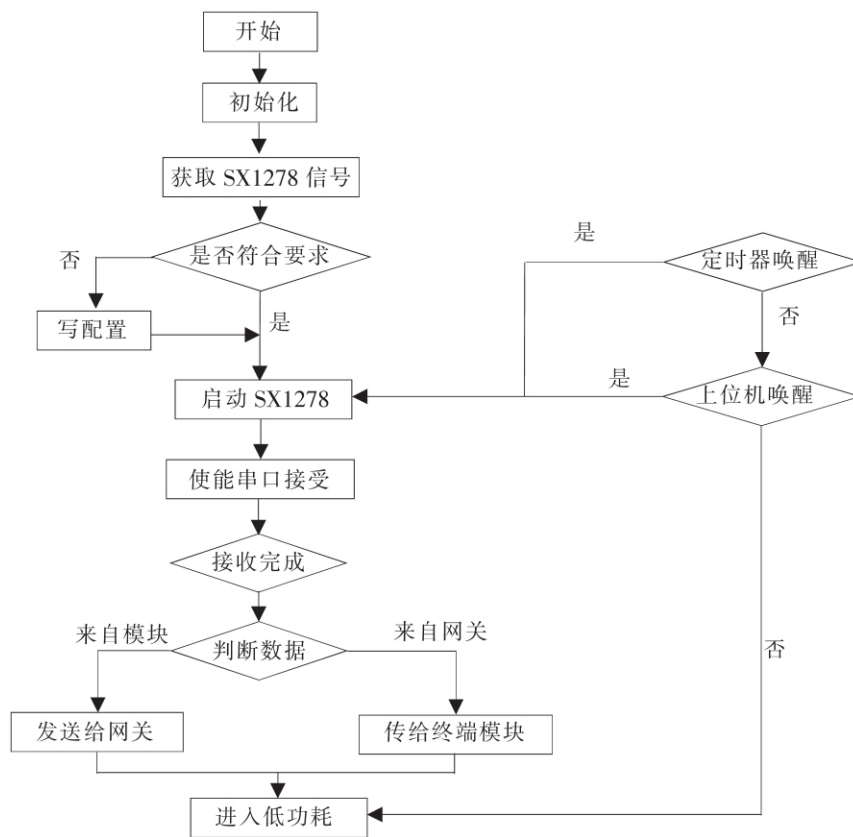 开始
初始化
获取 SX1278 信号
是否符合要求
否
写配置
是
启动 SX1278
使能串口接受
接收完成
判断数据
来自模块
来自网关
发送给网关
传给终端模块
进入低功耗
是
定时器唤醒
否
是
上位机唤醒
否